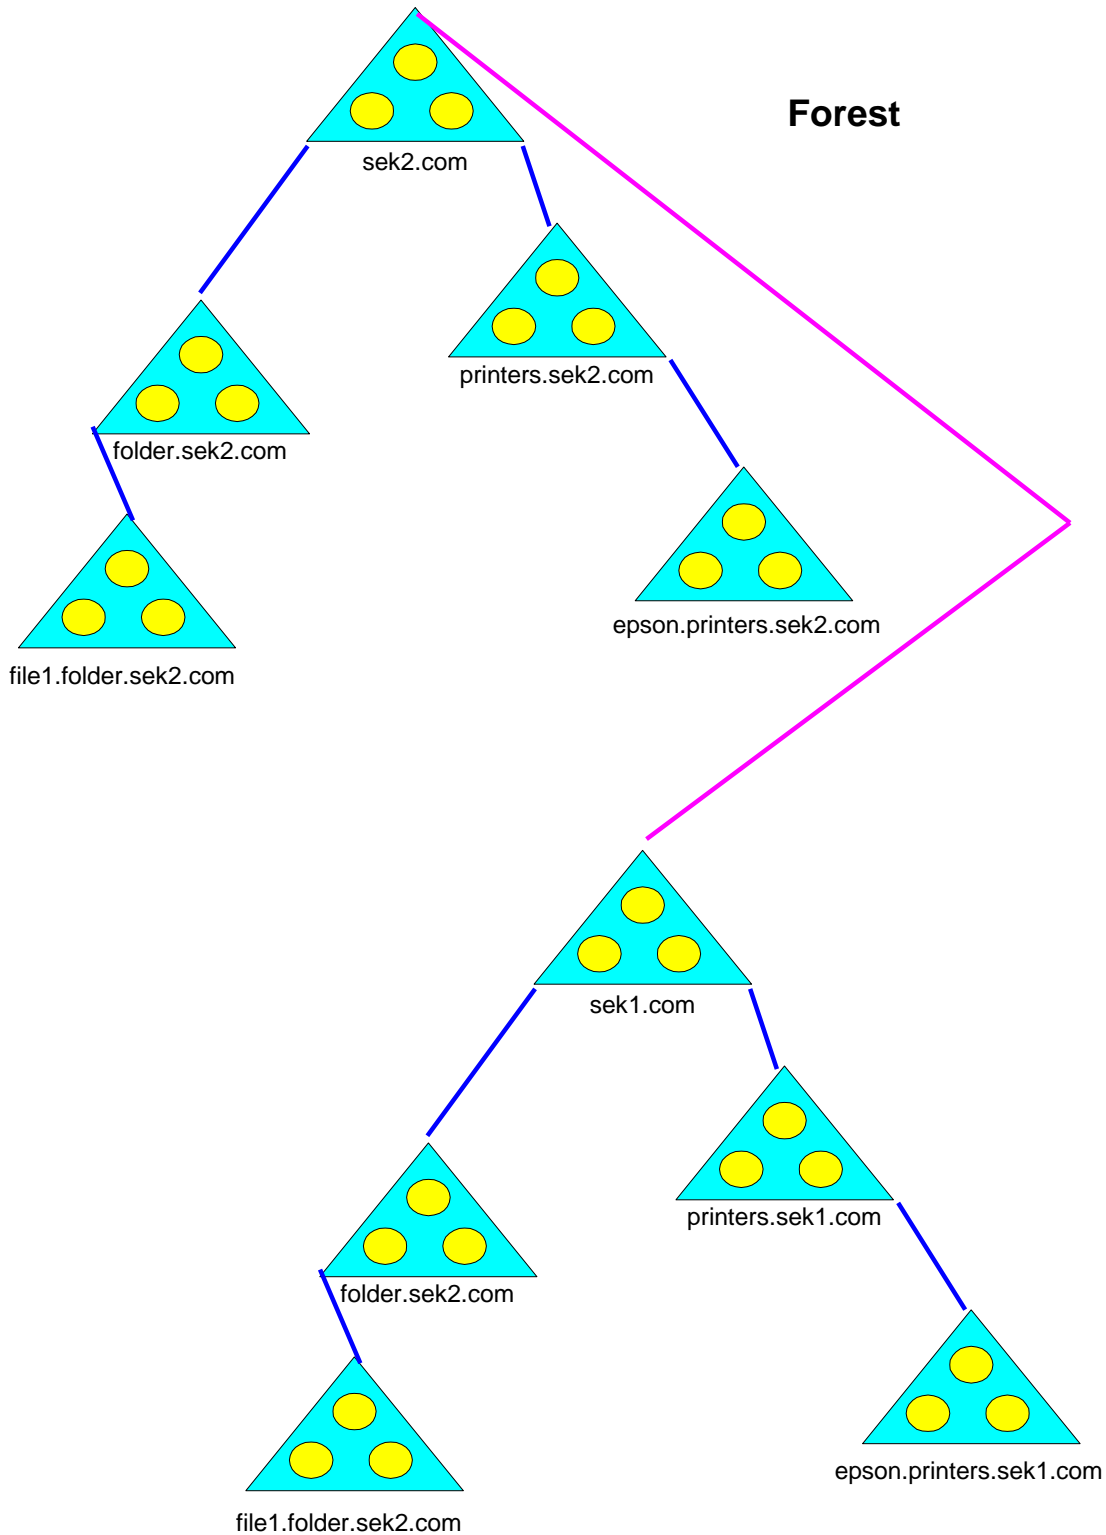 Forest
sek2.com
printers.sek2.com
folder.sek2.com
epson.printers.sek2.com
file1.folder.sek2.com
sek1.com
printers.sek1.com
folder.sek2.com
epson.printers.sek1.com
file1.folder.sek2.com